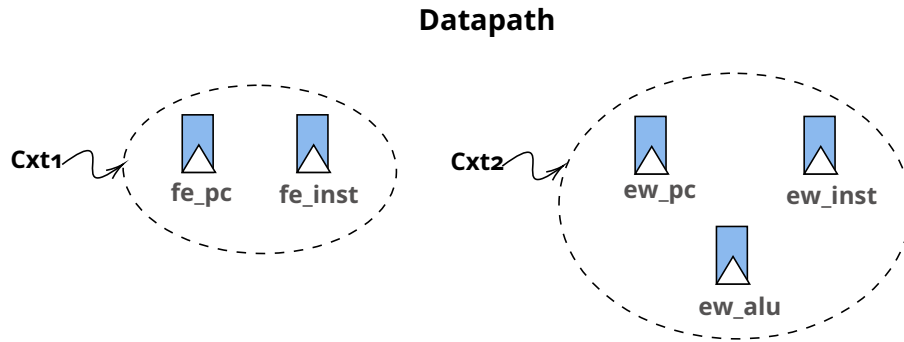 Datapath
Cxt1
fe_pc
fe_inst
Cxt2
ew_pc
ew_inst
ew_alu